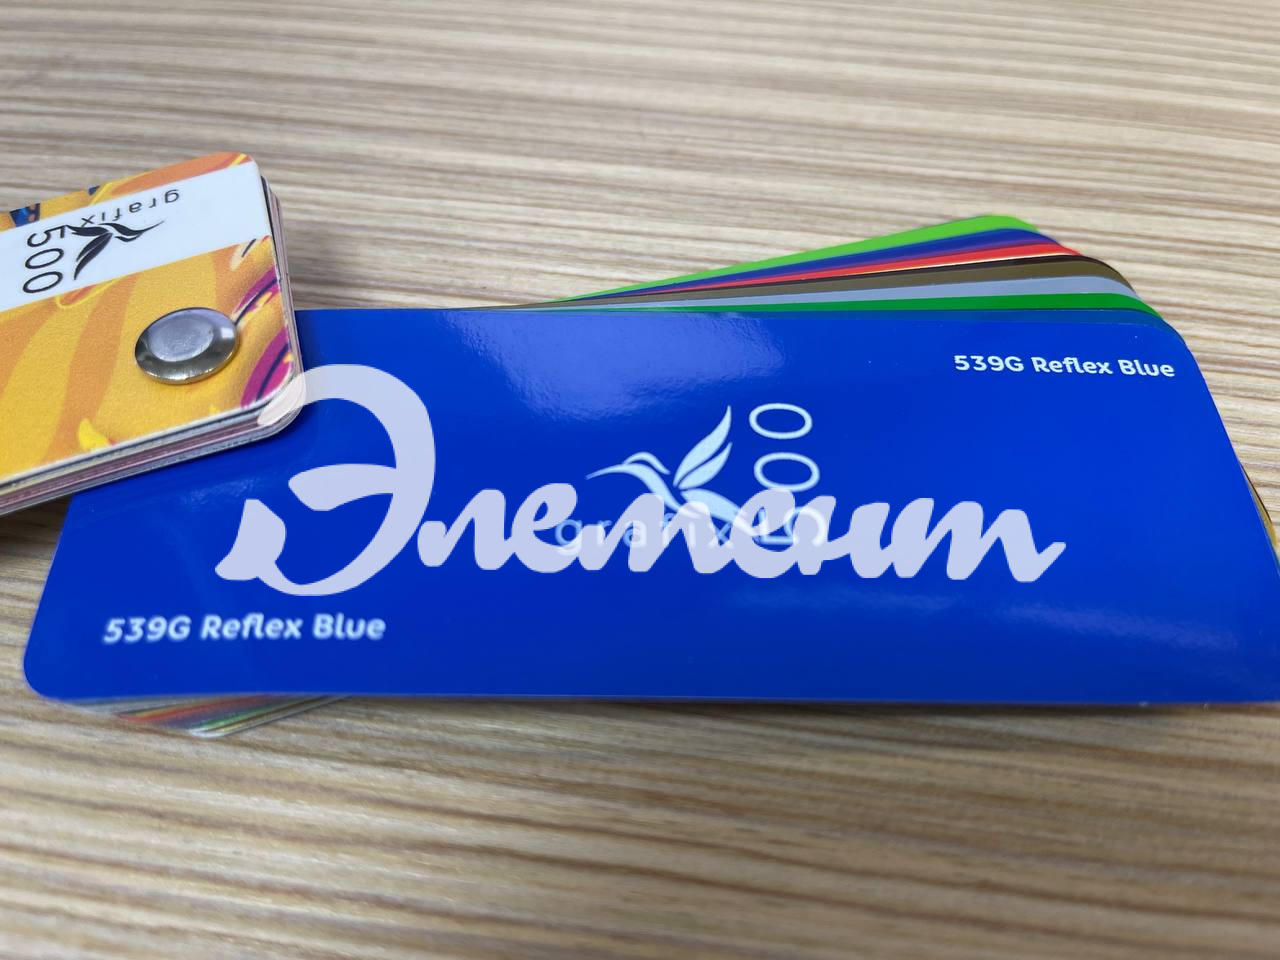 grafix
500
539G Reflex Blue
grafix
500
Элемент
539G Reflex Blue